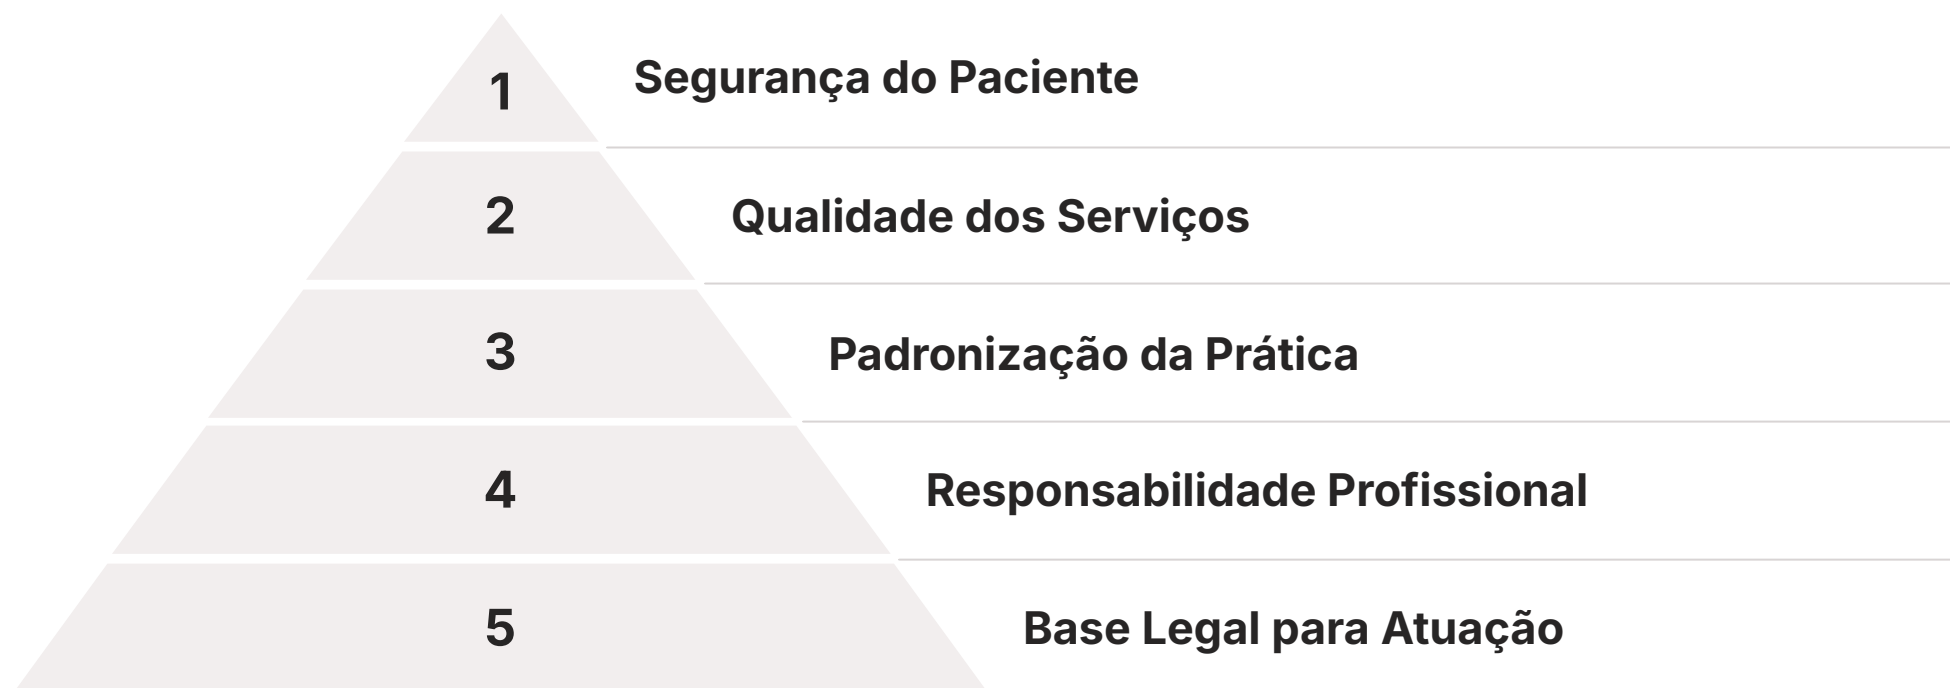 1
Segurança do Paciente
2
Qualidade dos Serviços
3
Padronização da Prática
4
Responsabilidade Profissional
5
Base Legal para Atuação